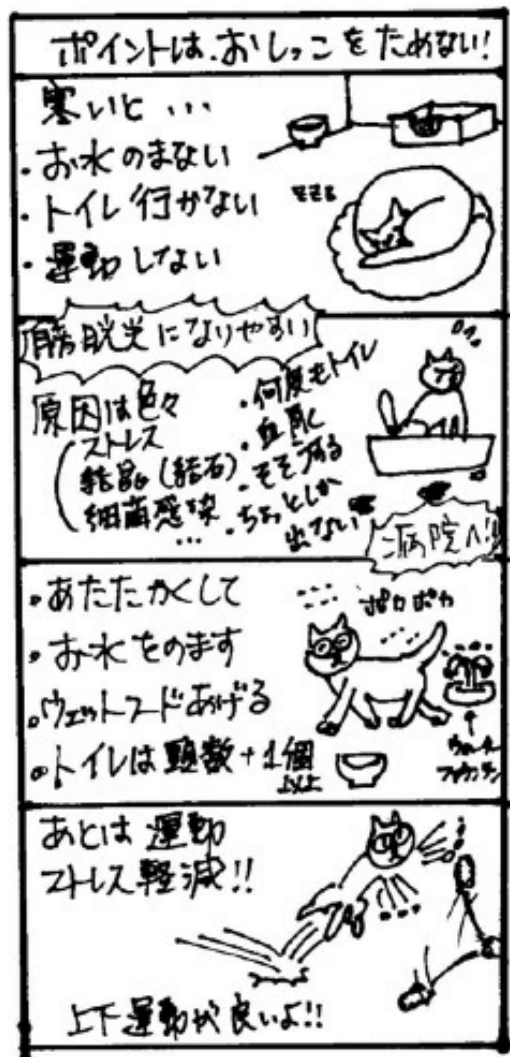 ポイントは、おしっこをためない!
寒いと…
・お水のまない
・トイレ行かない
・運動しない
膀胱炎になりやすい
原因は色々
ストレス
結晶(結石)
細菌感染
…
・何度もトイレ
・血尿
・そそうする
・ちょっとしか
出ない
病院へ!!
・あたたかくして
・お水をのます
・ウェットフードあげる
・トイレは頭数+1個
以上
ポカポカ
ウォーター
ファウンテン
あとは運動
ストレス軽減!!
上下運動が良いよ!!